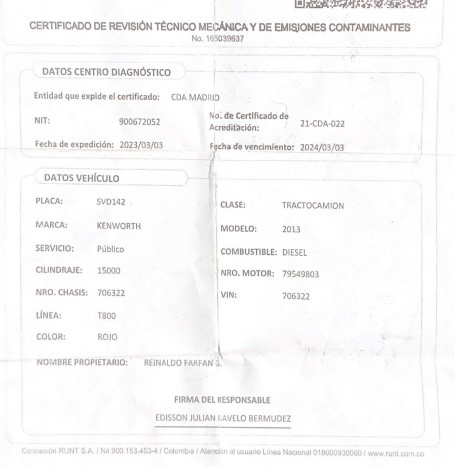 CERTIFICADO DE REVISIÓN TÉCNICO MECÁNICA Y DE EMISIONES CONTAMINANTES
No. 165039637
DATOS CENTRO DIAGNÓSTICO
Entidad que expide el certificado: CDA MADRID
NIT: 900672052 No. de Certificado de Acreditación: 21-CDA-022
Fecha de expedición: 2023/03/03 Fecha de vencimiento: 2024/03/03
DATOS VEHÍCULO
PLACA: SVD142 CLASE: TRACTOCAMION
MARCA: KENWORTH MODELO: 2013
SERVICIO: Público COMBUSTIBLE: DIESEL
CILINDRAJE: 15000 NRO. MOTOR: 79549803
NRO. CHASIS: 706322 VIN: 706322
LÍNEA: T800
COLOR: ROJO
NOMBRE PROPIETARIO: REINALDO FARFAN S.
FIRMA DEL RESPONSABLE
EDISSON JULIAN LAVELO BERMUDEZ
Concesión RUNT S.A. / Nit 900.153.453-4 / Colombia / Atención al usuario Línea Nacional 018000930060 / www.runt.com.co